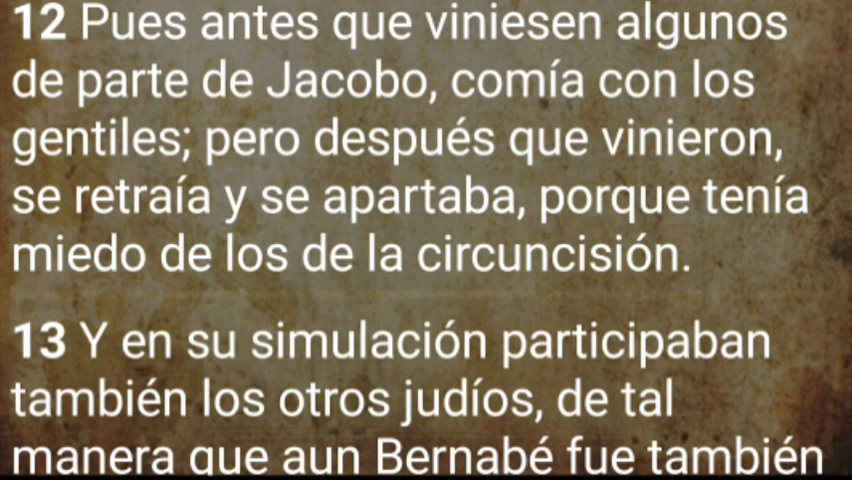 12 Pues antes que viniesen algunos
de parte de Jacobo, comía con los
gentiles; pero después que vinieron,
se retraía y se apartaba, porque tenía
miedo de los de la circuncisión.
13 Y en su simulación participaban
también los otros judíos, de tal
manera que aun Bernabé fue también